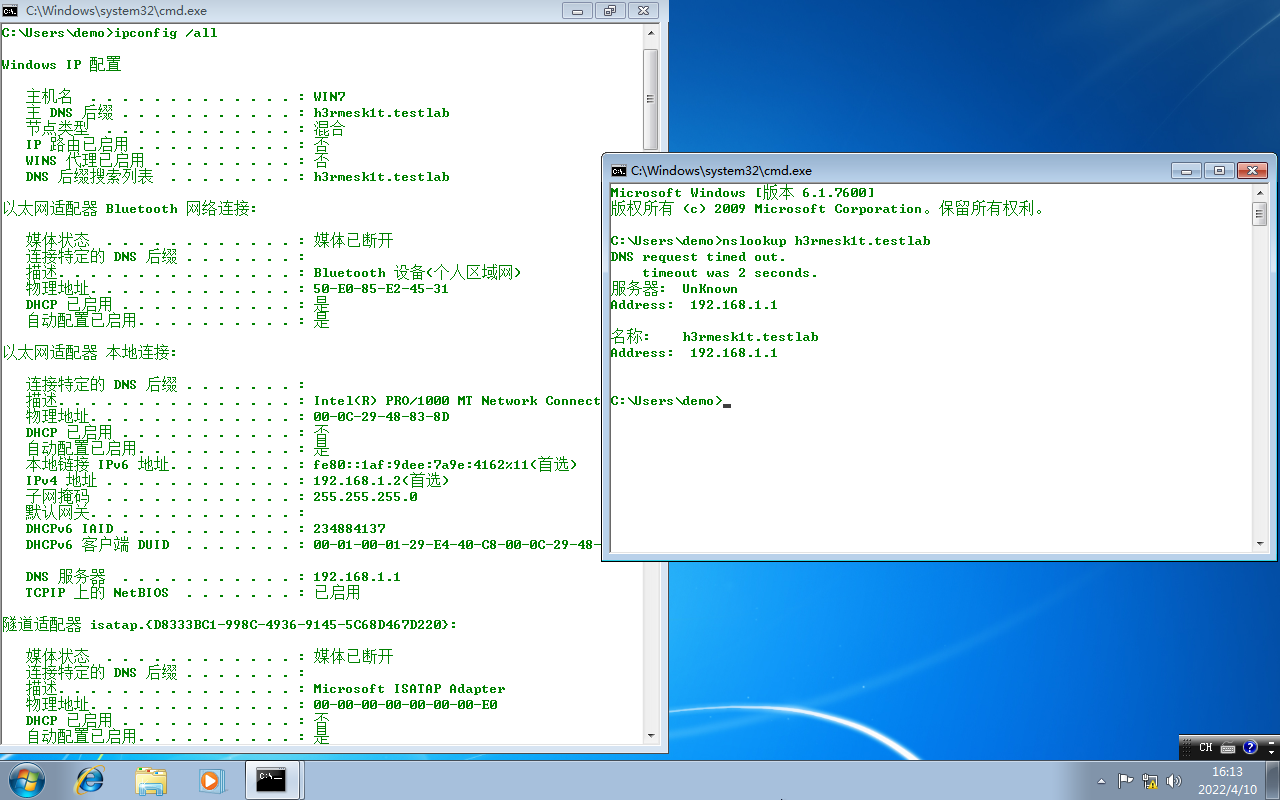 C:\Windows\system32\cmd.exe
C:\Users\demo>ipconfig /all
Windows IP 配置
主机名 . . . . . . . . . . . . . : WIN7
主 DNS 后缀 . . . . . . . . . . . : h3rmesk1t.testlab
节点类型 . . . . . . . . . . . . : 混合
IP 路由已启用 . . . . . . . . . . : 否
WINS 代理已启用 . . . . . . . . . : 否
DNS 后缀搜索列表 . . . . . . . . : h3rmesk1t.testlab
以太网适配器 Bluetooth 网络连接:
媒体状态 . . . . . . . . . . . . : 媒体已断开
连接特定的 DNS 后缀 . . . . . . . :
描述. . . . . . . . . . . . . . . : Bluetooth 设备(个人区域网)
物理地址. . . . . . . . . . . . . : 50-E0-85-E2-45-31
DHCP 已启用 . . . . . . . . . . . : 是
自动配置已启用. . . . . . . . . . : 是
以太网适配器 本地连接:
连接特定的 DNS 后缀 . . . . . . . :
描述. . . . . . . . . . . . . . . : Intel(R) PRO/1000 MT Network Connect
物理地址. . . . . . . . . . . . . : 00-0C-29-48-83-8D
DHCP 已启用 . . . . . . . . . . . : 否
自动配置已启用. . . . . . . . . . : 是
本地链接 IPv6 地址. . . . . . . . : fe80::1af:9dee:7a9e:4162%11(首选)
IPv4 地址 . . . . . . . . . . . . : 192.168.1.2(首选)
子网掩码 . . . . . . . . . . . . : 255.255.255.0
默认网关. . . . . . . . . . . . . :
DHCPv6 IAID . . . . . . . . . . . : 234884137
DHCPv6 客户端 DUID . . . . . . . : 00-01-00-01-29-E4-40-C8-00-0C-29-48-
DNS 服务器 . . . . . . . . . . . : 192.168.1.1
TCPIP 上的 NetBIOS . . . . . . . : 已启用
隧道适配器 isatap.{D8333BC1-998C-4936-9145-5C68D467D220}:
媒体状态 . . . . . . . . . . . . : 媒体已断开
连接特定的 DNS 后缀 . . . . . . . :
描述. . . . . . . . . . . . . . . : Microsoft ISATAP Adapter
物理地址. . . . . . . . . . . . . : 00-00-00-00-00-00-00-E0
DHCP 已启用 . . . . . . . . . . . : 否
自动配置已启用. . . . . . . . . . : 是
C:\Windows\system32\cmd.exe
Microsoft Windows [版本 6.1.7600]
版权所有 (c) 2009 Microsoft Corporation。保留所有权利。
C:\Users\demo>nslookup h3rmesk1t.testlab
DNS request timed out.
timeout was 2 seconds.
服务器: UnKnown
Address: 192.168.1.1
名称: h3rmesk1t.testlab
Address: 192.168.1.1
C:\Users\demo>
CH
16:13
2022/4/10